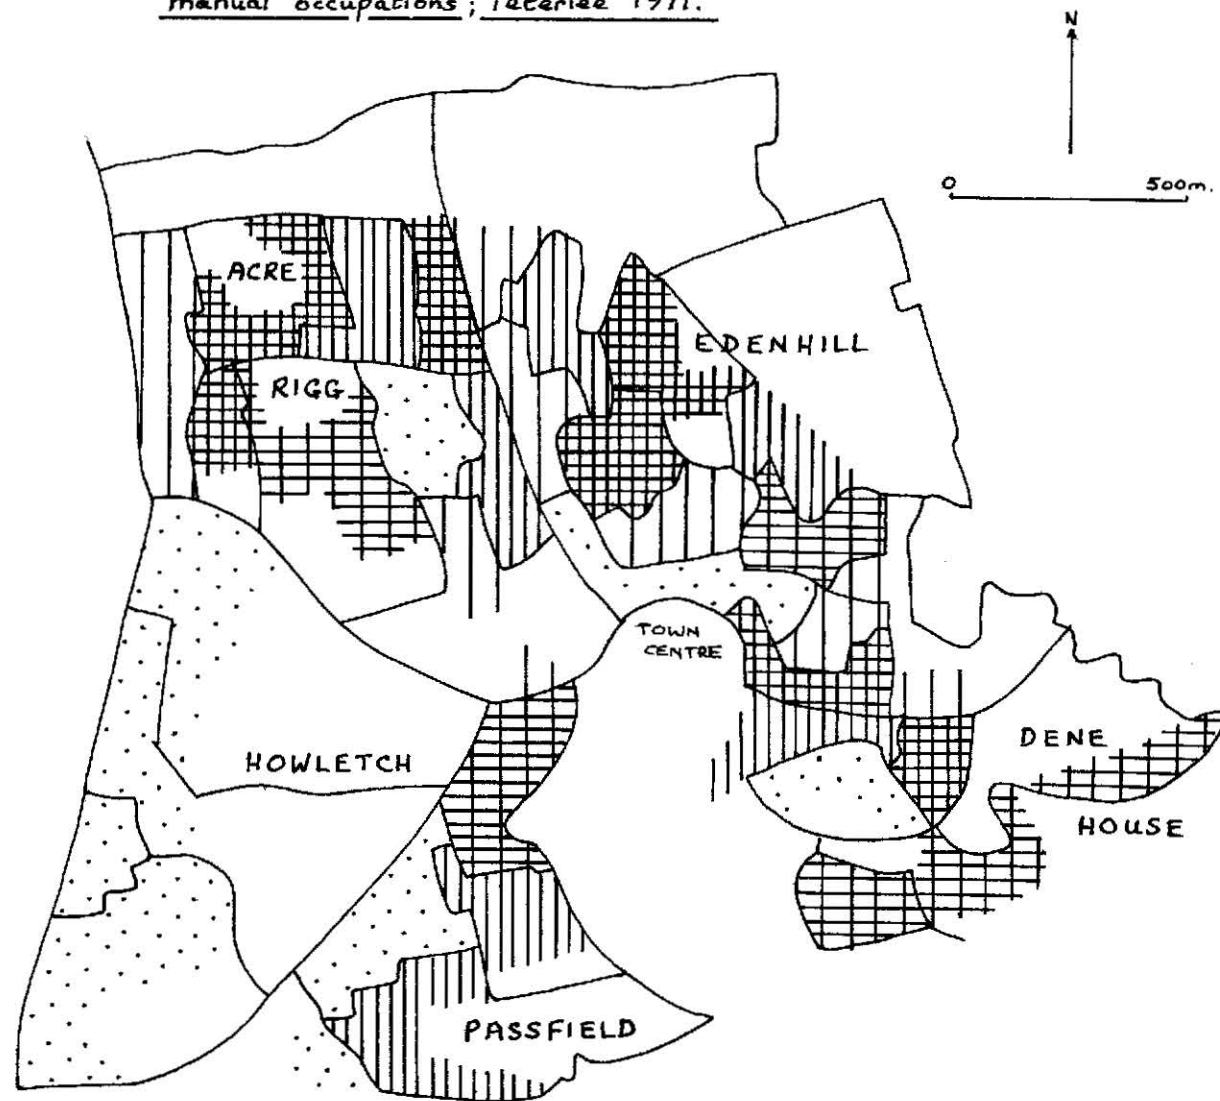 manual occupations; Peterlee 1971.
N
0 500m.
ACRE
RIGG
EDENHILL
TOWN
CENTRE
HOWLETCH
DENE
HOUSE
PASSFIELD